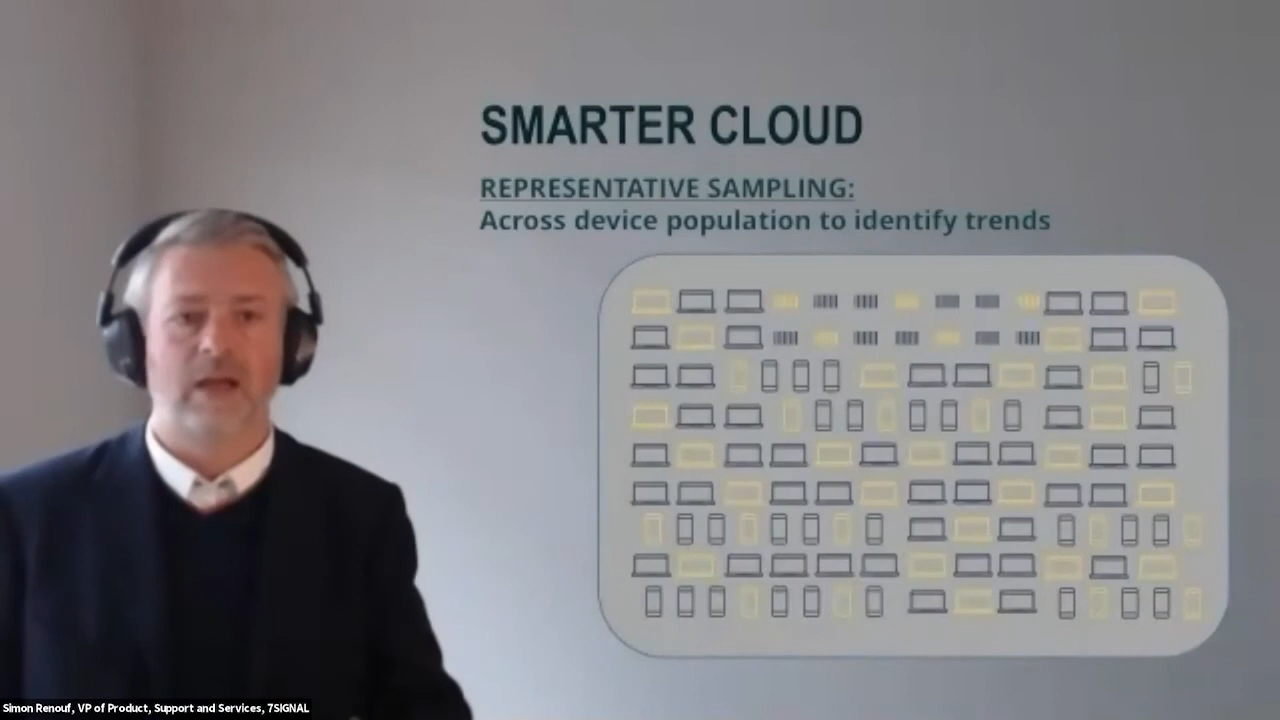 SMARTER CLOUD
REPRESENTATIVE SAMPLING:
Across device population to identify trends
Simon Renouf, VP of Product, Support and Services, 7SIGNAL